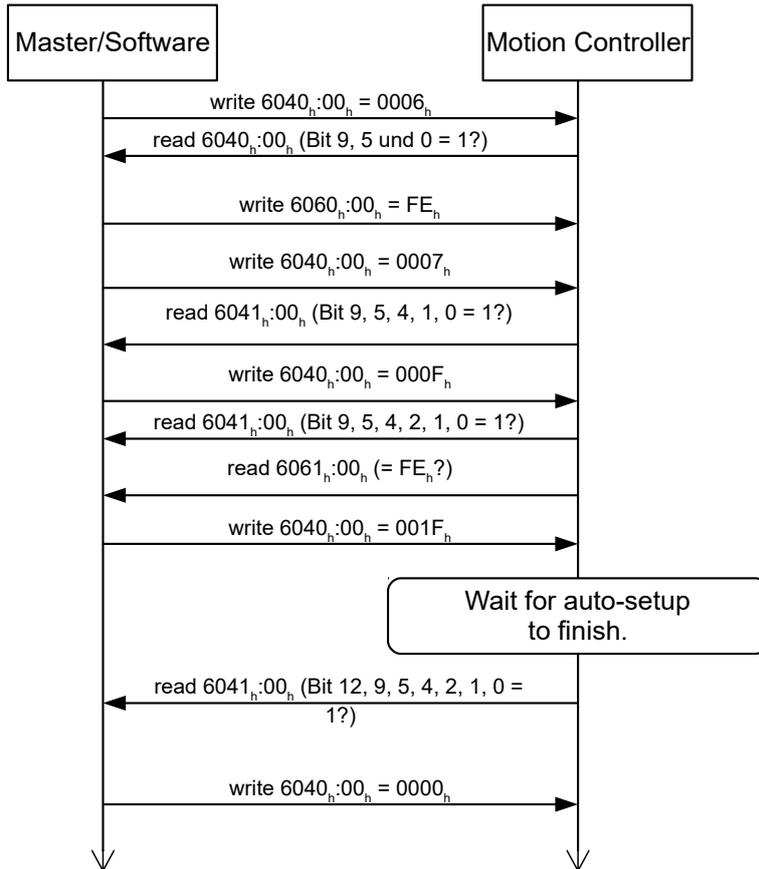 Master/Software
Motion Controller
write 6040ₕ:00ₕ = 0006ₕ
read 6040ₕ:00ₕ (Bit 9, 5 und 0 = 1?)
write 6060ₕ:00ₕ = FEₕ
write 6040ₕ:00ₕ = 0007ₕ
read 6041ₕ:00ₕ (Bit 9, 5, 4, 1, 0 = 1?)
write 6040ₕ:00ₕ = 000Fₕ
read 6041ₕ:00ₕ (Bit 9, 5, 4, 2, 1, 0 = 1?)
read 6061ₕ:00ₕ (= FEₕ?)
write 6040ₕ:00ₕ = 001Fₕ
Wait for auto-setup
to finish.
read 6041ₕ:00ₕ (Bit 12, 9, 5, 4, 2, 1, 0 =
1?)
write 6040ₕ:00ₕ = 0000ₕ